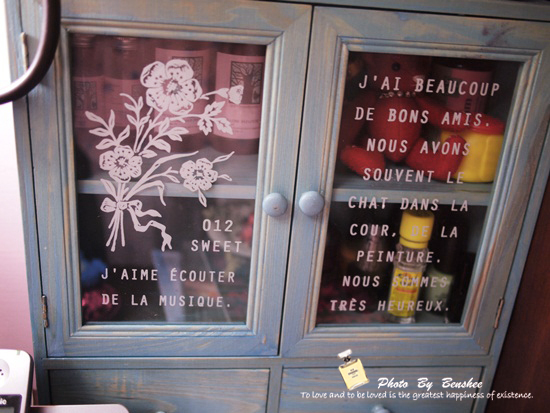 012
SWEET
J'AIME ÉCOUTER
DE LA MUSIQUE.
J'AI BEAUCOUP
DE BONS AMIS.
NOUS AVONS
SOUVENT LE
CHAT DANS LA
COUR, DE LA
PEINTURE.
NOUS SOMMES
TRÈS HEUREUX.
Photo By Benshee
To love and to be loved is the greatest happiness of existence.